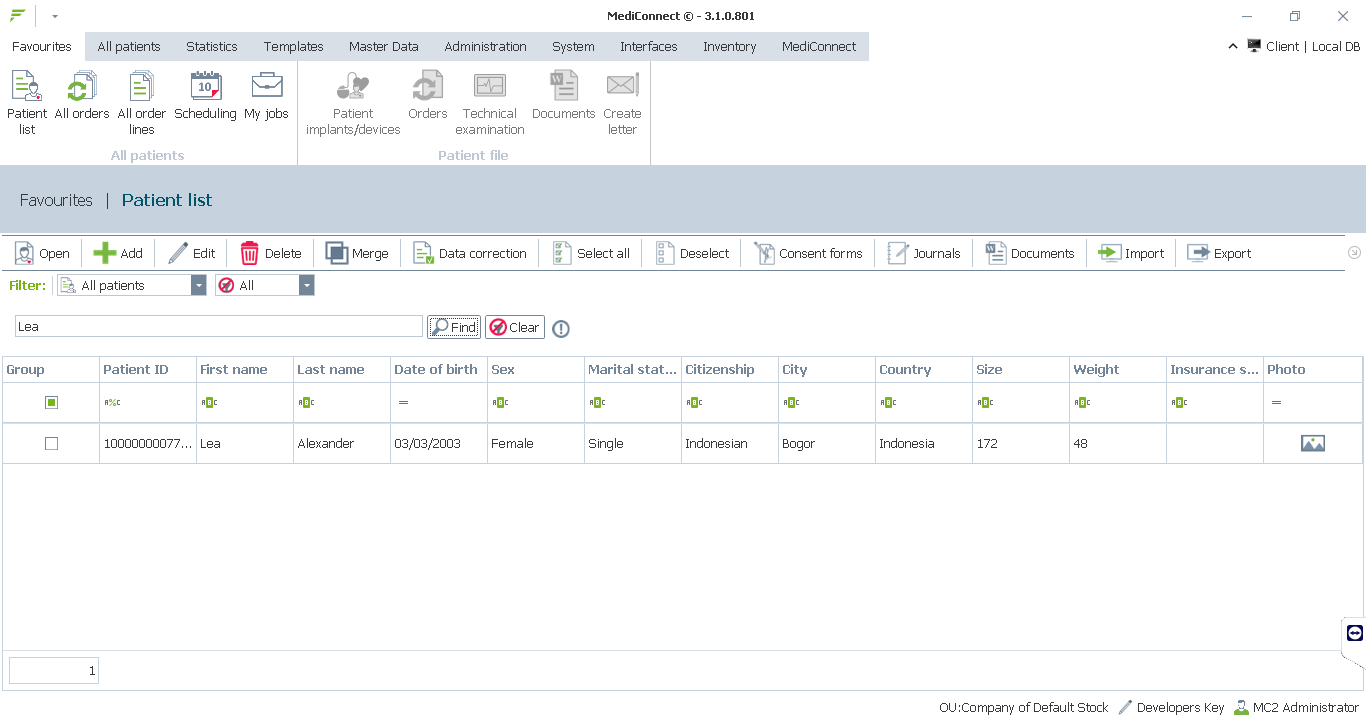 MediConnect © - 3.1.0.801
Favourites All patients Statistics Templates Master Data Administration System Interfaces Inventory MediConnect
Client | Local DB
Patient list
All orders
All order lines
Scheduling
My jobs
All patients
Patient implants/devices
Orders
Technical examination
Documents
Create letter
Patient file
Favourites | Patient list
Open Add Edit Delete Merge Data correction Select all Deselect Consent forms Journals Documents Import Export
Filter: All patients All
Lea Find Clear
Group Patient ID First name Last name Date of birth Sex Marital stat... Citizenship City Country Size Weight Insurance s... Photo
10000000077... Lea Alexander 03/03/2003 Female Single Indonesian Bogor Indonesia 172 48
1
OU:Company of Default Stock Developers Key MC2 Administrator